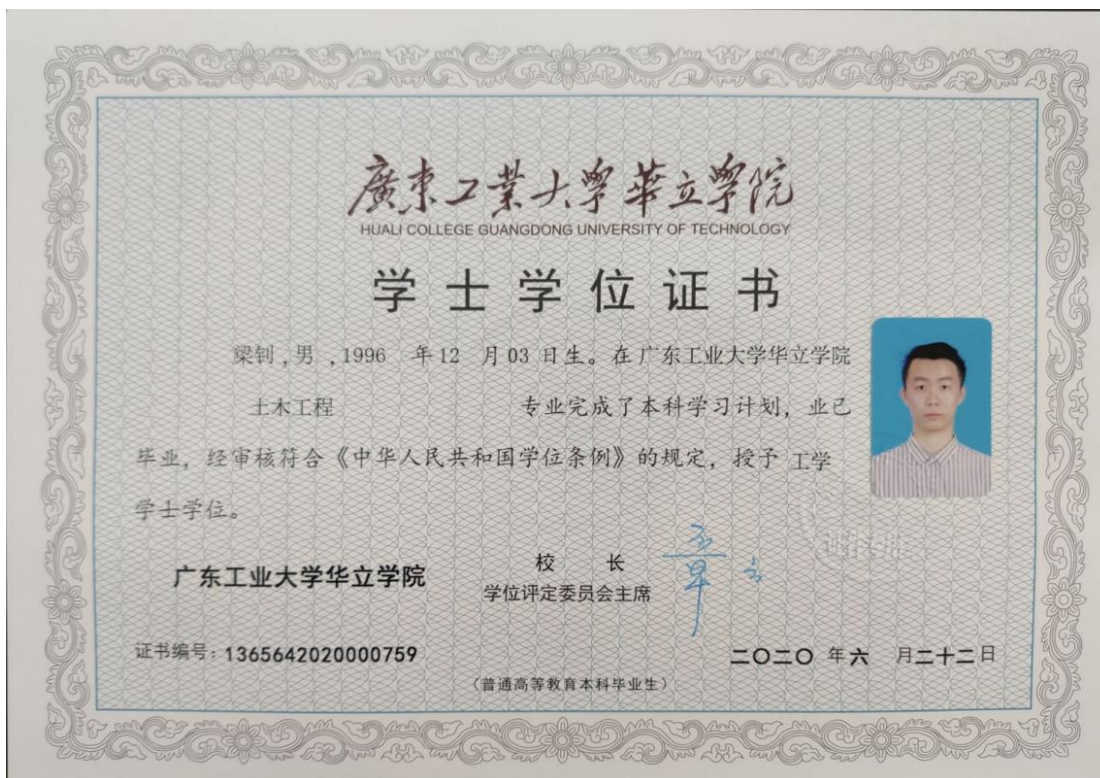 廣東工業大學華立學院
HUALI COLLEGE GUANGDONG UNIVERSITY OF TECHNOLOGY
学士学位证书
梁钊,男,1996 年12 月03 日生。在广东工业大学华立学院
土木工程 专业完成了本科学习计划,业已
毕业,经审核符合《中华人民共和国学位条例》的规定,授予 工学
学士学位。
广东工业大学华立学院
校 长
学位评定委员会主席
证书编号:1365642020000759
二〇二〇 年六 月二十二日
(普通高等教育本科毕业生)